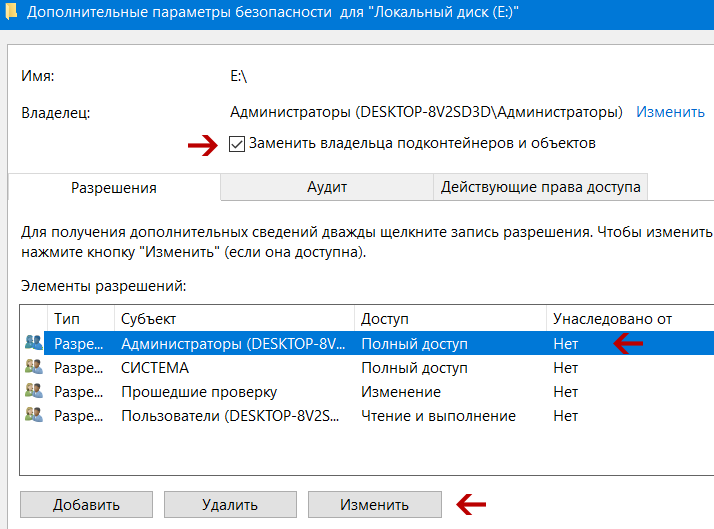 Дополнительные параметры безопасности для "Локальный диск (E:)"
Имя: E:\
Владелец: Администраторы (DESKTOP-8V2SD3D\Администраторы) Изменить
Заменить владельца подконтейнеров и объектов
Разрешения Аудит Действующие права доступа
Для получения дополнительных сведений дважды щелкните запись разрешения. Чтобы изменить
нажмите кнопку "Изменить" (если она доступна).
Элементы разрешений:
Тип Субъект Доступ Унаследовано от
Разре... Администраторы (DESKTOP-8V... Полный доступ Нет
Разре... СИСТЕМА Полный доступ Нет
Разре... Прошедшие проверку Изменение Нет
Разре... Пользователи (DESKTOP-8V2S... Чтение и выполнение Нет
Добавить Удалить Изменить